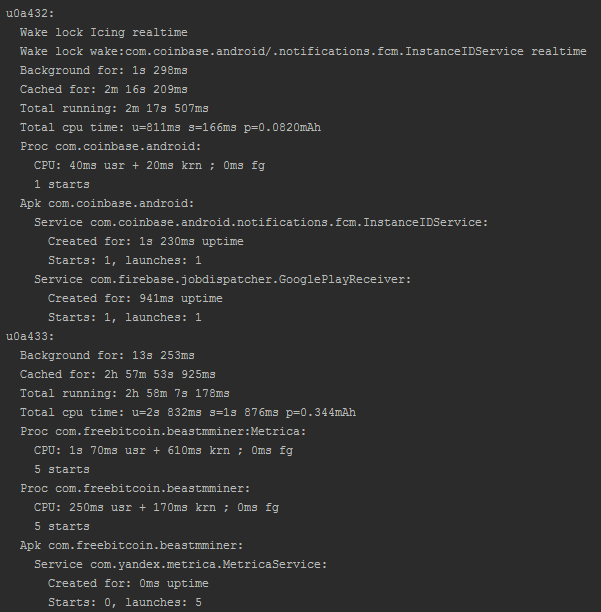 u0a432:
  Wake lock Icing realtime
  Wake lock wake:com.coinbase.android/.notifications.fcm.InstanceIDService realtime
  Background for: 1s 298ms
  Cached for: 2m 16s 209ms
  Total running: 2m 17s 507ms
  Total cpu time: u=811ms s=166ms p=0.0820mAh
  Proc com.coinbase.android:
    CPU: 40ms usr + 20ms krn ; 0ms fg
    1 starts
  Apk com.coinbase.android:
    Service com.coinbase.android.notifications.fcm.InstanceIDService:
      Created for: 1s 230ms uptime
      Starts: 1, launches: 1
    Service com.firebase.jobdispatcher.GooglePlayReceiver:
      Created for: 941ms uptime
      Starts: 1, launches: 1
u0a433:
  Background for: 13s 253ms
  Cached for: 2h 57m 53s 925ms
  Total running: 2h 58m 7s 178ms
  Total cpu time: u=2s 832ms s=1s 876ms p=0.344mAh
  Proc com.freebitcoin.beastmminer:Metrica:
    CPU: 1s 70ms usr + 610ms krn ; 0ms fg
    5 starts
  Proc com.freebitcoin.beastmminer:
    CPU: 250ms usr + 170ms krn ; 0ms fg
    5 starts
  Apk com.freebitcoin.beastmminer:
    Service com.yandex.metrica.MetricaService:
      Created for: 0ms uptime
      Starts: 0, launches: 5